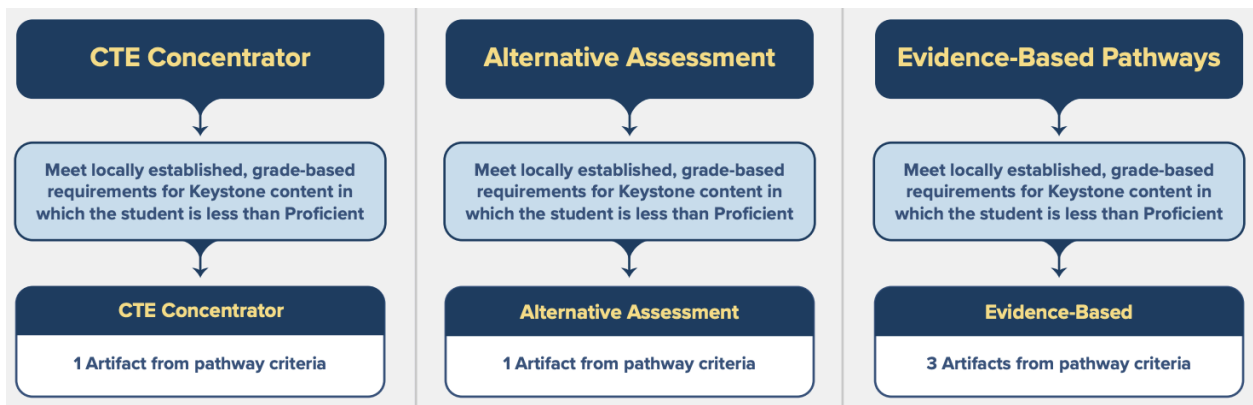 CTE Concentrator
Meet locally established, grade-based
requirements for Keystone content in
which the student is less than Proficient
CTE Concentrator
1 Artifact from pathway criteria
Alternative Assessment
Meet locally established, grade-based
requirements for Keystone content in
which the student is less than Proficient
Alternative Assessment
1 Artifact from pathway criteria
Evidence-Based Pathways
Meet locally established, grade-based
requirements for Keystone content in
which the student is less than Proficient
Evidence-Based
3 Artifacts from pathway criteria